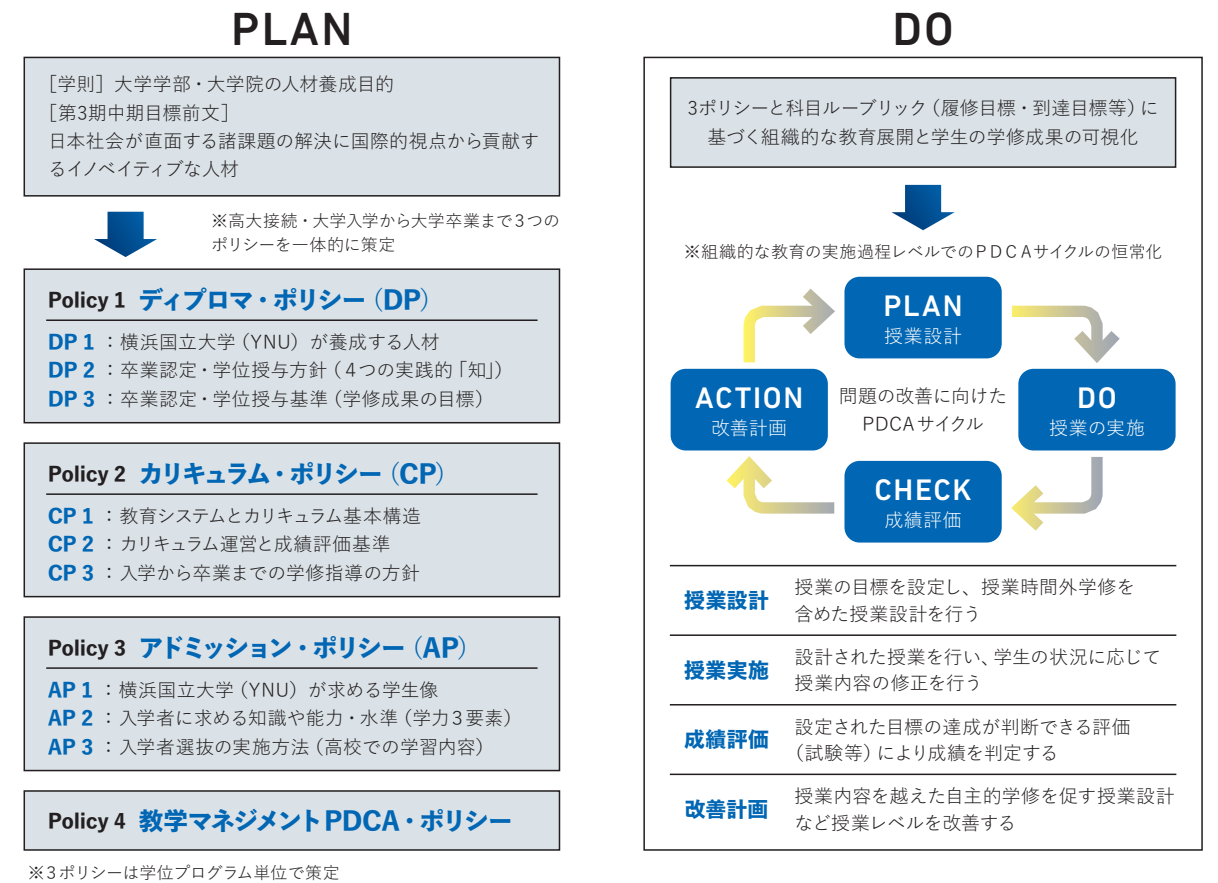 PLAN
[学則] 大学学部・大学院の人材養成目的
[第3期中期目標前文]
日本社会が直面する諸課題の解決に国際的視点から貢献す
るイノベイティブな人材
※高大接続・大学入学から大学卒業まで3つの
ポリシーを一体的に策定
Policy 1 ディプロマ・ポリシー(DP)
DP 1 :横浜国立大学(YNU)が養成する人材
DP 2 :卒業認定・学位授与方針(4つの実践的「知」)
DP 3 :卒業認定・学位授与基準(学修成果の目標)
Policy 2 カリキュラム・ポリシー(CP)
CP 1 :教育システムとカリキュラム基本構造
CP 2 :カリキュラム運営と成績評価基準
CP 3 :入学から卒業までの学修指導の方針
Policy 3 アドミッション・ポリシー(AP)
AP 1 :横浜国立大学(YNU)が求める学生像
AP 2 :入学者に求める知識や能力・水準(学力3要素)
AP 3 :入学者選抜の実施方法(高校での学習内容)
Policy 4 教学マネジメントPDCA・ポリシー
※3ポリシーは学位プログラム単位で策定
DO
3ポリシーと科目ルーブリック(履修目標・到達目標等)に
基づく組織的な教育展開と学生の学修成果の可視化
※組織的な教育の実施過程レベルでのPDCAサイクルの恒常化
PLAN
授業設計
ACTION
改善計画
問題の改善に向けた
PDCAサイクル
DO
授業の実施
CHECK
成績評価
授業設計 授業の目標を設定し、授業時間外学修を
含めた授業設計を行う
授業実施 設計された授業を行い、学生の状況に応じて
授業内容の修正を行う
成績評価 設定された目標の達成が判断できる評価
(試験等)により成績を判定する
改善計画 授業内容を越えた自主的学修を促す授業設計
など授業レベルを改善する